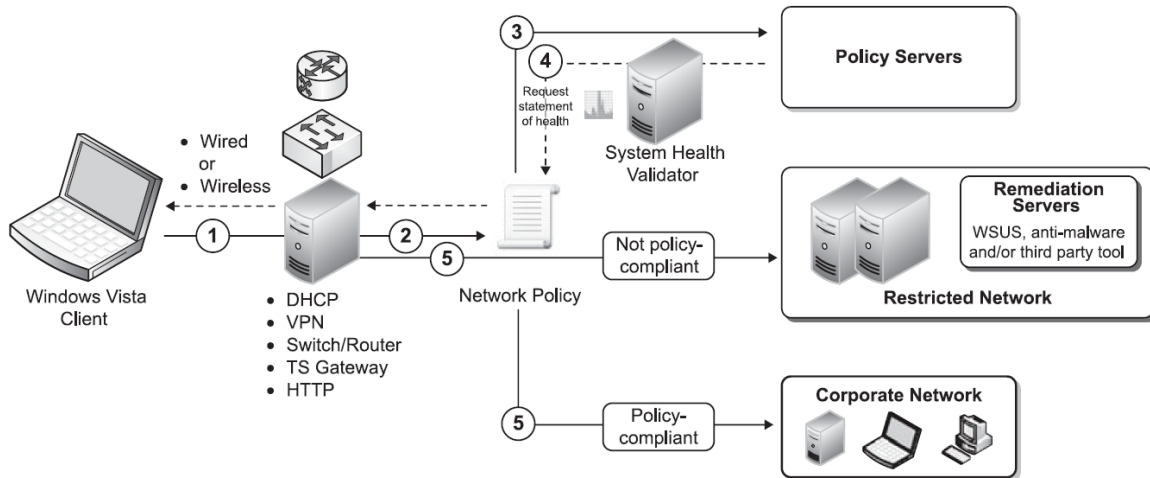 3
4
Policy Servers
Request
statement
of health
System Health
Validator
• Wired
or
• Wireless
1
2
5
Not policy-
compliant
Remediation
Servers
WSUS, anti-malware
and/or third party tool
Restricted Network
Windows Vista
Client
Network Policy
• DHCP
• VPN
• Switch/Router
• TS Gateway
• HTTP
5
Policy-
compliant
Corporate Network